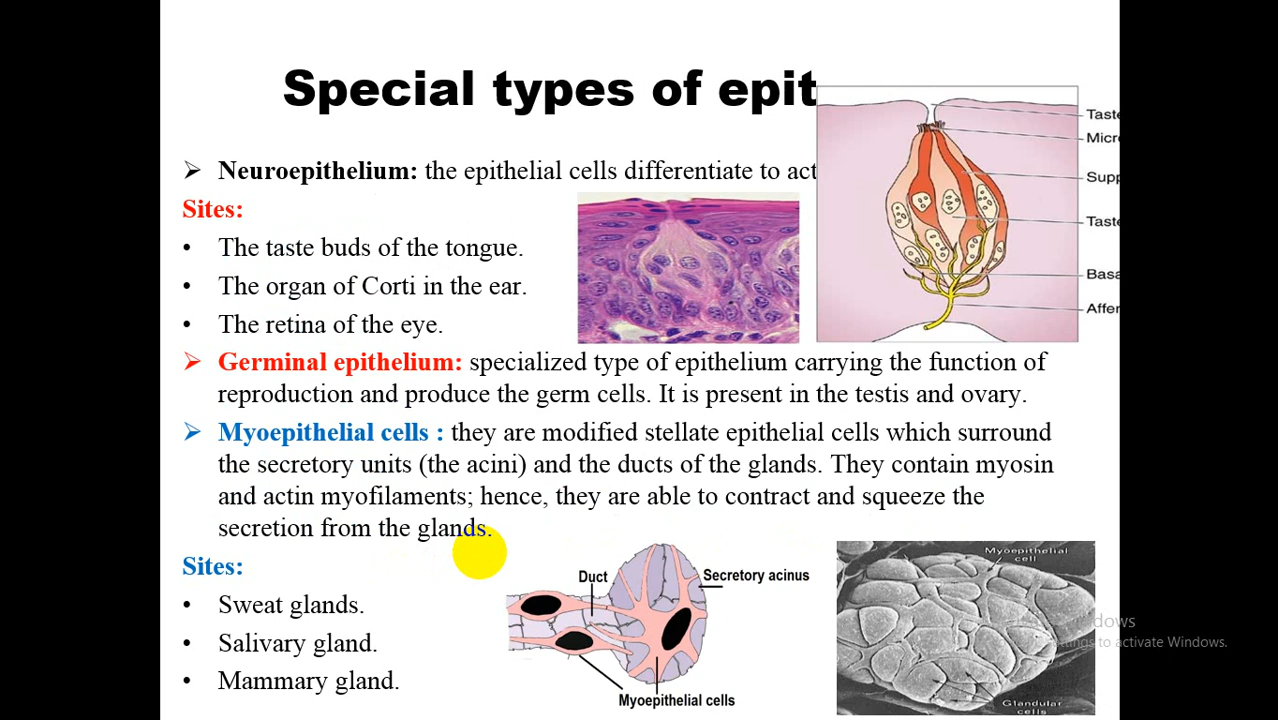 Special types of epit
➢ Neuroepithelium: the epithelial cells differentiate to act
Sites:
• The taste buds of the tongue.
• The organ of Corti in the ear.
• The retina of the eye.
Taste
Micro
Supp
Taste
Basa
Affer
➢ Germinal epithelium: specialized type of epithelium carrying the function of
reproduction and produce the germ cells. It is present in the testis and ovary.
➢ Myoepithelial cells : they are modified stellate epithelial cells which surround
the secretory units (the acini) and the ducts of the glands. They contain myosin
and actin myofilaments; hence, they are able to contract and squeeze the
secretion from the glands.
Sites:
• Sweat glands.
• Salivary gland.
• Mammary gland.
Duct
Secretory acinus
Myoepithelial cells
Myoepithelial
cell
Glandular
cells
to activate Windows.